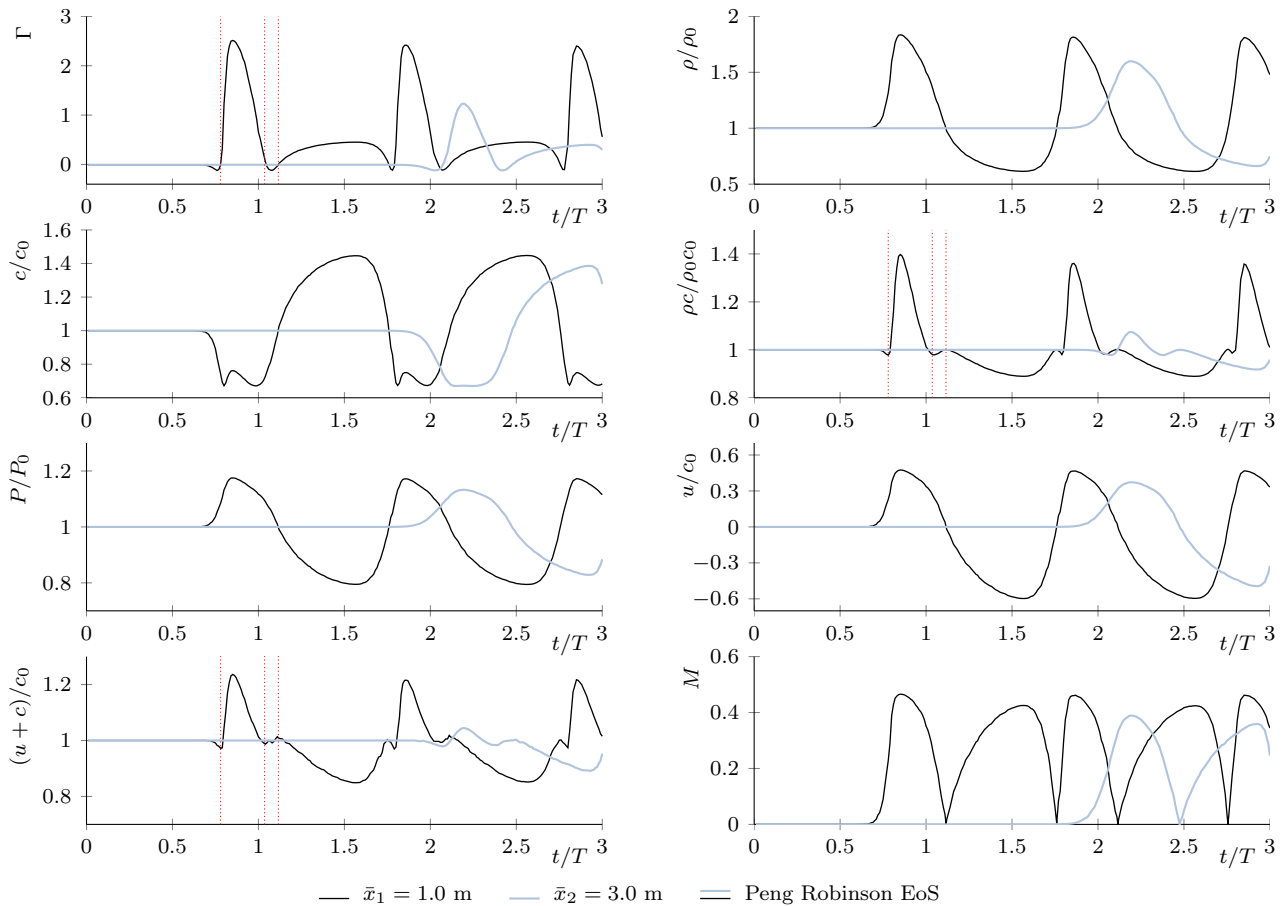 Γ
3
2
1
0
0 0.5 1 1.5 2 2.5 3
t/T
ρ/ρ0
2
1.5
1
0.5
0 0.5 1 1.5 2 2.5 3
t/T
c/c0
1.6
1.4
1.2
1
0.8
0.6
0 0.5 1 1.5 2 2.5 3
t/T
ρc/ρ0c0
1.4
1.2
1
0.8
0 0.5 1 1.5 2 2.5 3
t/T
P/P0
1.2
1
0.8
0 0.5 1 1.5 2 2.5 3
t/T
u/c0
0.6
0.3
0
−0.3
−0.6
0 0.5 1 1.5 2 2.5 3
t/T
(u + c)/c0
1.2
1
0.8
0 0.5 1 1.5 2 2.5 3
t/T
M
0.6
0.4
0.2
0
0 0.5 1 1.5 2 2.5 3
t/T
x̄1 = 1.0 m x̄2 = 3.0 m Peng Robinson EoS